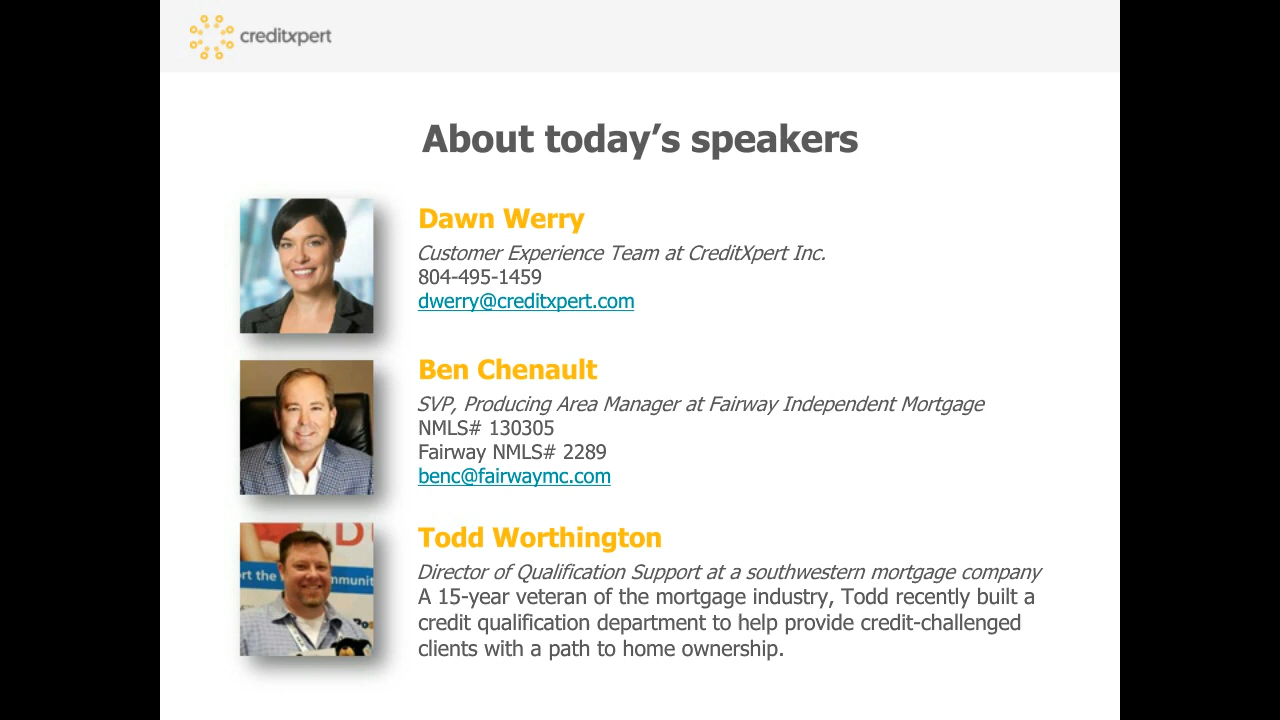 creditxpert
About today’s speakers
Dawn Werry
Customer Experience Team at CreditXpert Inc.
804-495-1459
dwerry@creditxpert.com
Ben Chenault
SVP, Producing Area Manager at Fairway Independent Mortgage
NMLS# 130305
Fairway NMLS# 2289
benc@fairwaymc.com
Todd Worthington
Director of Qualification Support at a southwestern mortgage company
A 15-year veteran of the mortgage industry, Todd recently built a
credit qualification department to help provide credit-challenged
clients with a path to home ownership.
ort the